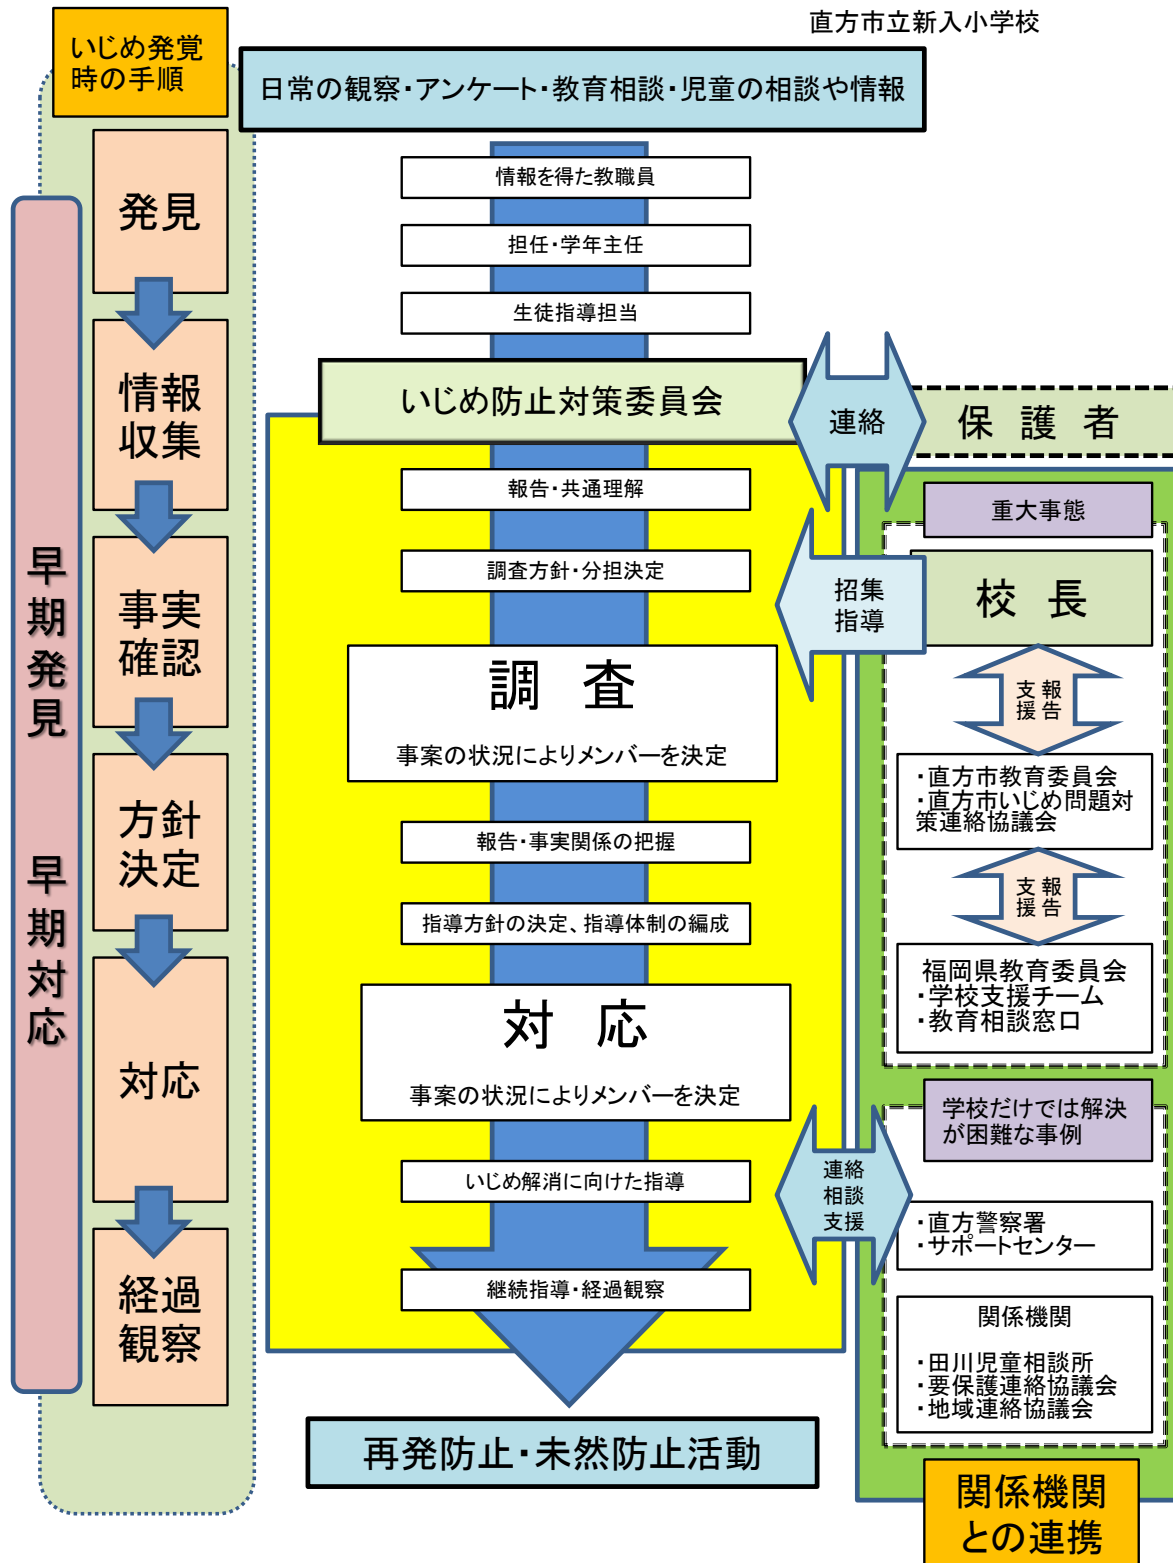 直方市立新入小学校
いじめ発覚
時の手順
日常の観察・アンケート・教育相談・児童の相談や情報
早期発見　早期対応
発見
情報
収集
事実
確認
方針
決定
対応
経過
観察
情報を得た教職員
担任・学年主任
生徒指導担当
いじめ防止対策委員会
連絡
保護者
報告・共通理解
調査方針・分担決定
招集
指導
調　査
事案の状況によりメンバーを決定
報告・事実関係の把握
指導方針の決定、指導体制の編成
対　応
事案の状況によりメンバーを決定
いじめ解消に向けた指導
継続指導・経過観察
再発防止・未然防止活動
重大事態
校　長
報告
支援
・直方市教育委員会
・直方市いじめ問題対
策連絡協議会
報告
支援
福岡県教育委員会
・学校支援チーム
・教育相談窓口
学校だけでは解決
が困難な事例
連絡
相談
支援
・直方警察署
・サポートセンター
関係機関
・田川児童相談所
・要保護連絡協議会
・地域連絡協議会
関係機関
との連携